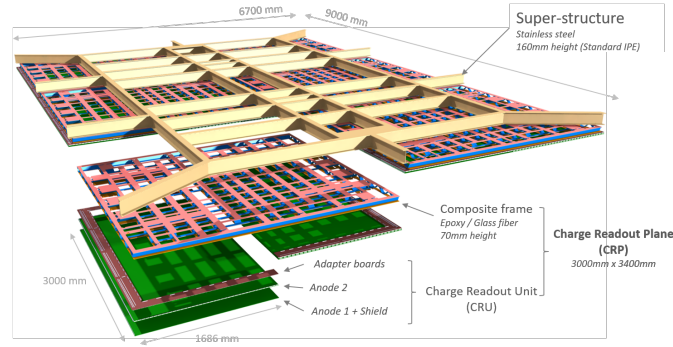 6700 mm
9000 mm
Super-structure
Stainless steel
160mm height (Standard IPE)
Composite frame
Epoxy / Glass fiber
70mm height
Charge Readout Plane
(CRP)
3000mm x 3400mm
Adapter boards
Anode 2
Charge Readout Unit
(CRU)
Anode 1 + Shield
3000 mm
1686 mm